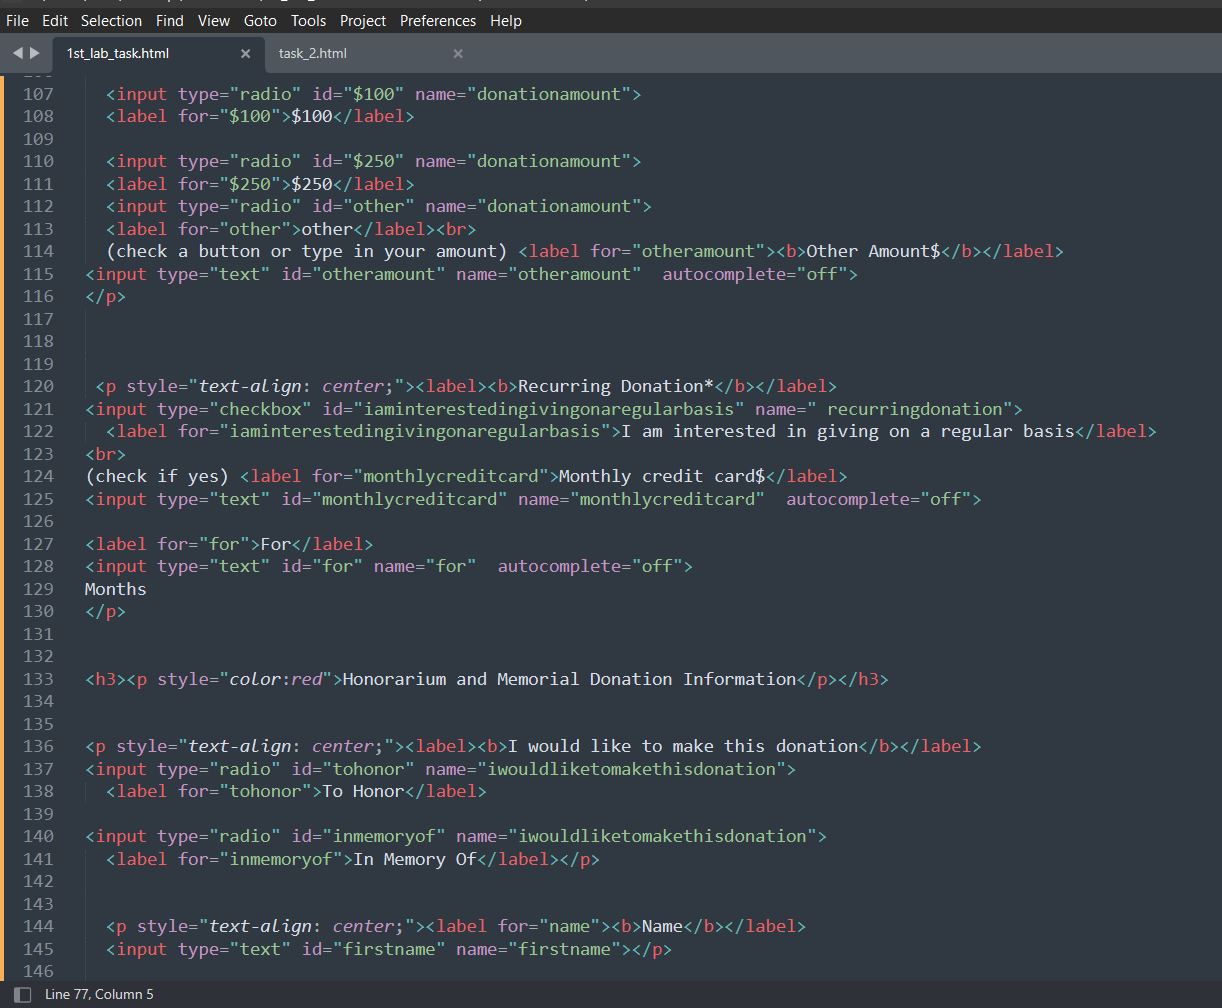 File Edit Selection Find View Goto Tools Project Preferences Help
1st_lab_task.html × task_2.html ×
107 <input type="radio" id="$100" name="donationamount">
108 <label for="$100">$100</label>
109
110 <input type="radio" id="$250" name="donationamount">
111 <label for="$250">$250</label>
112 <input type="radio" id="other" name="donationamount">
113 <label for="other">other</label><br>
114 (check a button or type in your amount) <label for="otheramount"><b>Other Amount$</b></label>
115 <input type="text" id="otheramount" name="otheramount"  autocomplete="off">
116 </p>
117
118
119
120 <p style="text-align: center;"><label><b>Recurring Donation*</b></label>
121 <input type="checkbox" id="iaminterestedingivingonaregularbasis" name=" recurringdonation">
122 <label for="iaminterestedingivingonaregularbasis">I am interested in giving on a regular basis</label>
123 <br>
124 (check if yes) <label for="monthlycreditcard">Monthly credit card$</label>
125 <input type="text" id="monthlycreditcard" name="monthlycreditcard"  autocomplete="off">
126
127 <label for="for">For</label>
128 <input type="text" id="for" name="for"  autocomplete="off">
129 Months
130 </p>
131
132
133 <h3><p style="color:red">Honorarium and Memorial Donation Information</p></h3>
134
135
136 <p style="text-align: center;"><label><b>I would like to make this donation</b></label>
137 <input type="radio" id="tohonor" name="iwouldliketomakethisdonation">
138 <label for="tohonor">To Honor</label>
139
140 <input type="radio" id="inmemoryof" name="iwouldliketomakethisdonation">
141 <label for="inmemoryof">In Memory Of</label></p>
142
143
144 <p style="text-align: center;"><label for="name"><b>Name</b></label>
145 <input type="text" id="firstname" name="firstname"></p>
146
Line 77, Column 5